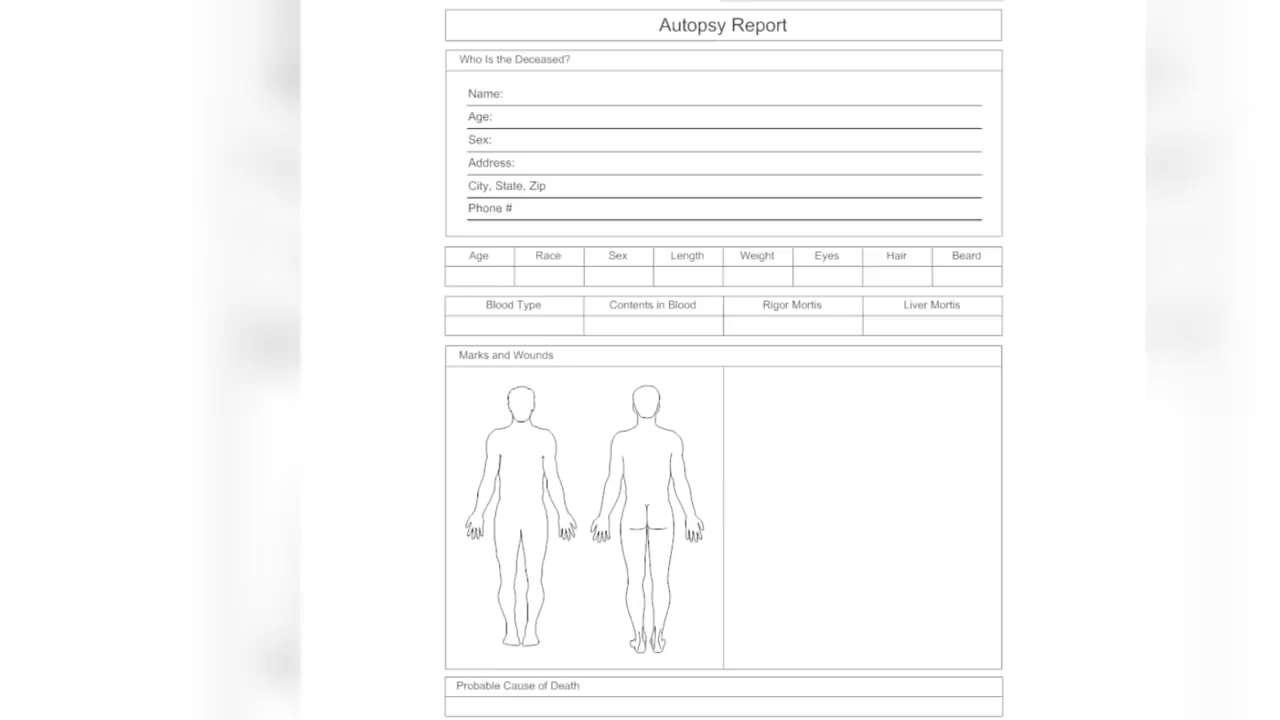 Autopsy Report
Who Is the Deceased?
Name:
Age:
Sex:
Address:
City, State, Zip
Phone #
Age Race Sex Length Weight Eyes Hair Beard
Blood Type Contents in Blood Rigor Mortis Liver Mortis
Marks and Wounds
Probable Cause of Death